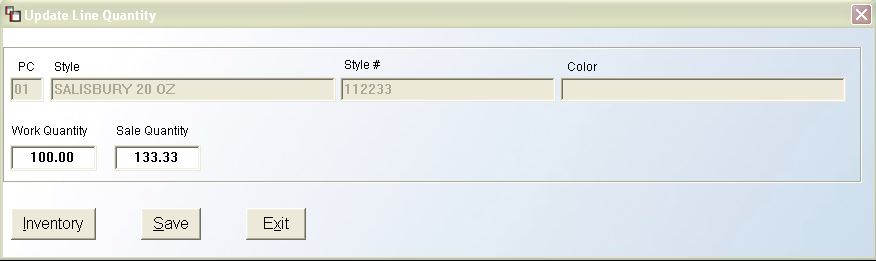 Update Line Quantity
PC Style Style # Color
01 SALISBURY 20 OZ 112233
Work Quantity Sale Quantity
100.00 133.33
Inventory Save Exit